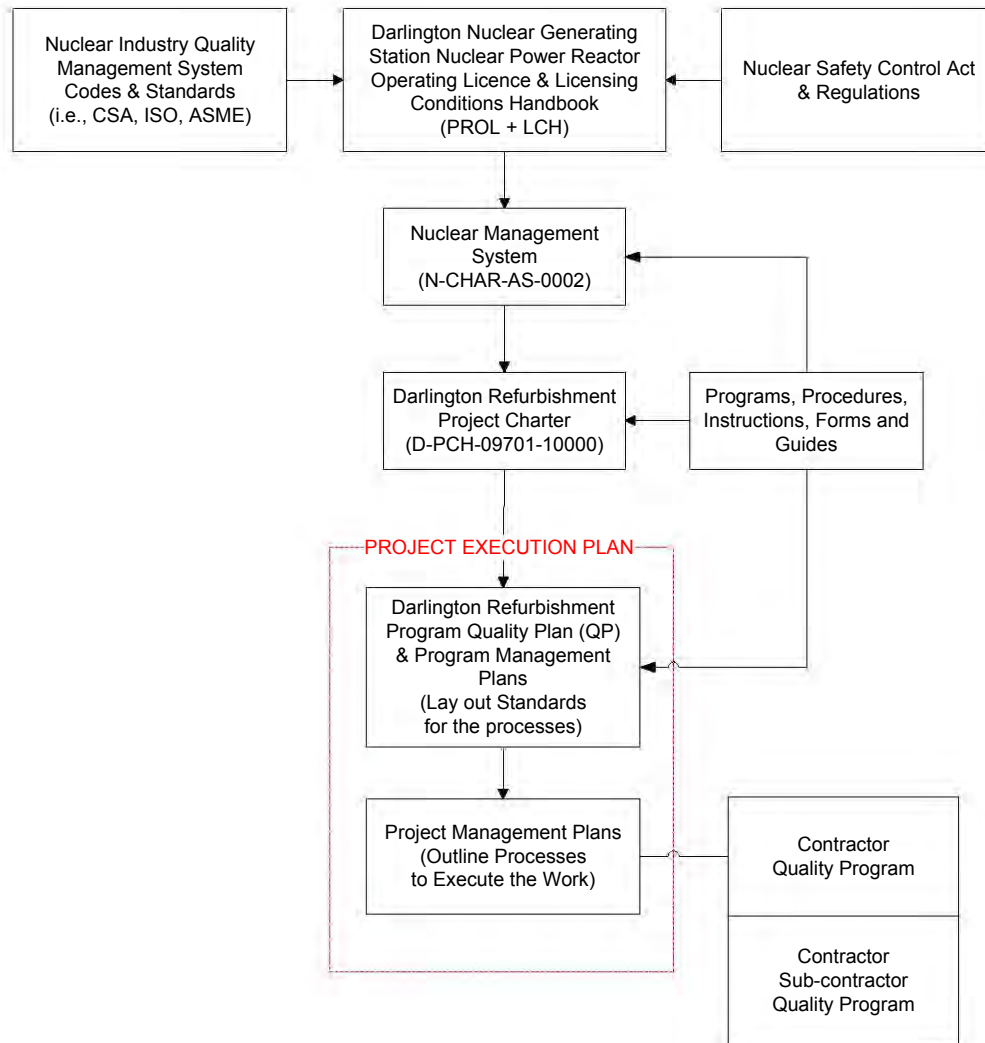 Nuclear Industry Quality
Management System
Codes & Standards
(i.e., CSA, ISO, ASME)
Darlington Nuclear Generating
Station Nuclear Power Reactor
Operating Licence & Licensing
Conditions Handbook
(PROL + LCH)
Nuclear Safety Control Act
& Regulations
Nuclear Management
System
(N-CHAR-AS-0002)
Darlington Refurbishment
Project Charter
(D-PCH-09701-10000)
Programs, Procedures,
Instructions, Forms and
Guides
PROJECT EXECUTION PLAN
Darlington Refurbishment
Program Quality Plan (QP)
& Program Management
Plans
(Lay out Standards
for the processes)
Project Management Plans
(Outline Processes
to Execute the Work)
Contractor
Quality Program
Contractor
Sub-contractor
Quality Program